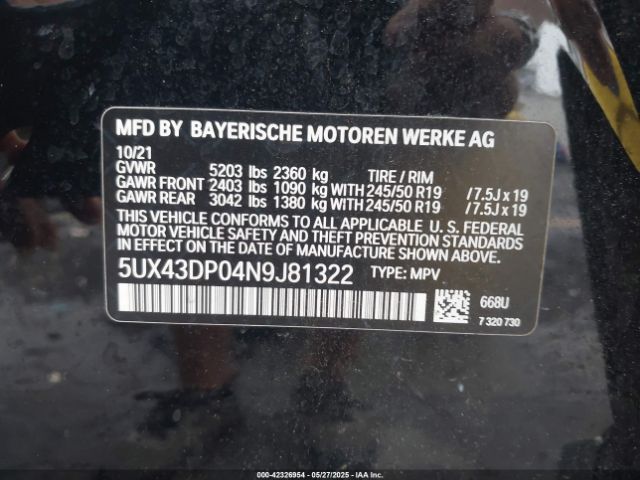 MFD BY BAYERISCHE MOTOREN WERKE AG
10/21
GVWR 5203 lbs 2360 kg TIRE / RIM
GAWR FRONT 2403 lbs 1090 kg WITH 245/50 R19 / 7.5J x 19
GAWR REAR 3042 lbs 1380 kg WITH 245/50 R19 / 7.5J x 19
THIS VEHICLE CONFORMS TO ALL APPLICABLE U. S. FEDERAL
MOTOR VEHICLE SAFETY AND THEFT PREVENTION STANDARDS
IN EFFECT ON THE DATE OF MANUFACTURE SHOWN ABOVE.
5UX43DP04N9J81322 TYPE: MPV
668U
7 320 730
000-42326954 - 05/27/2025 - IAAI.com